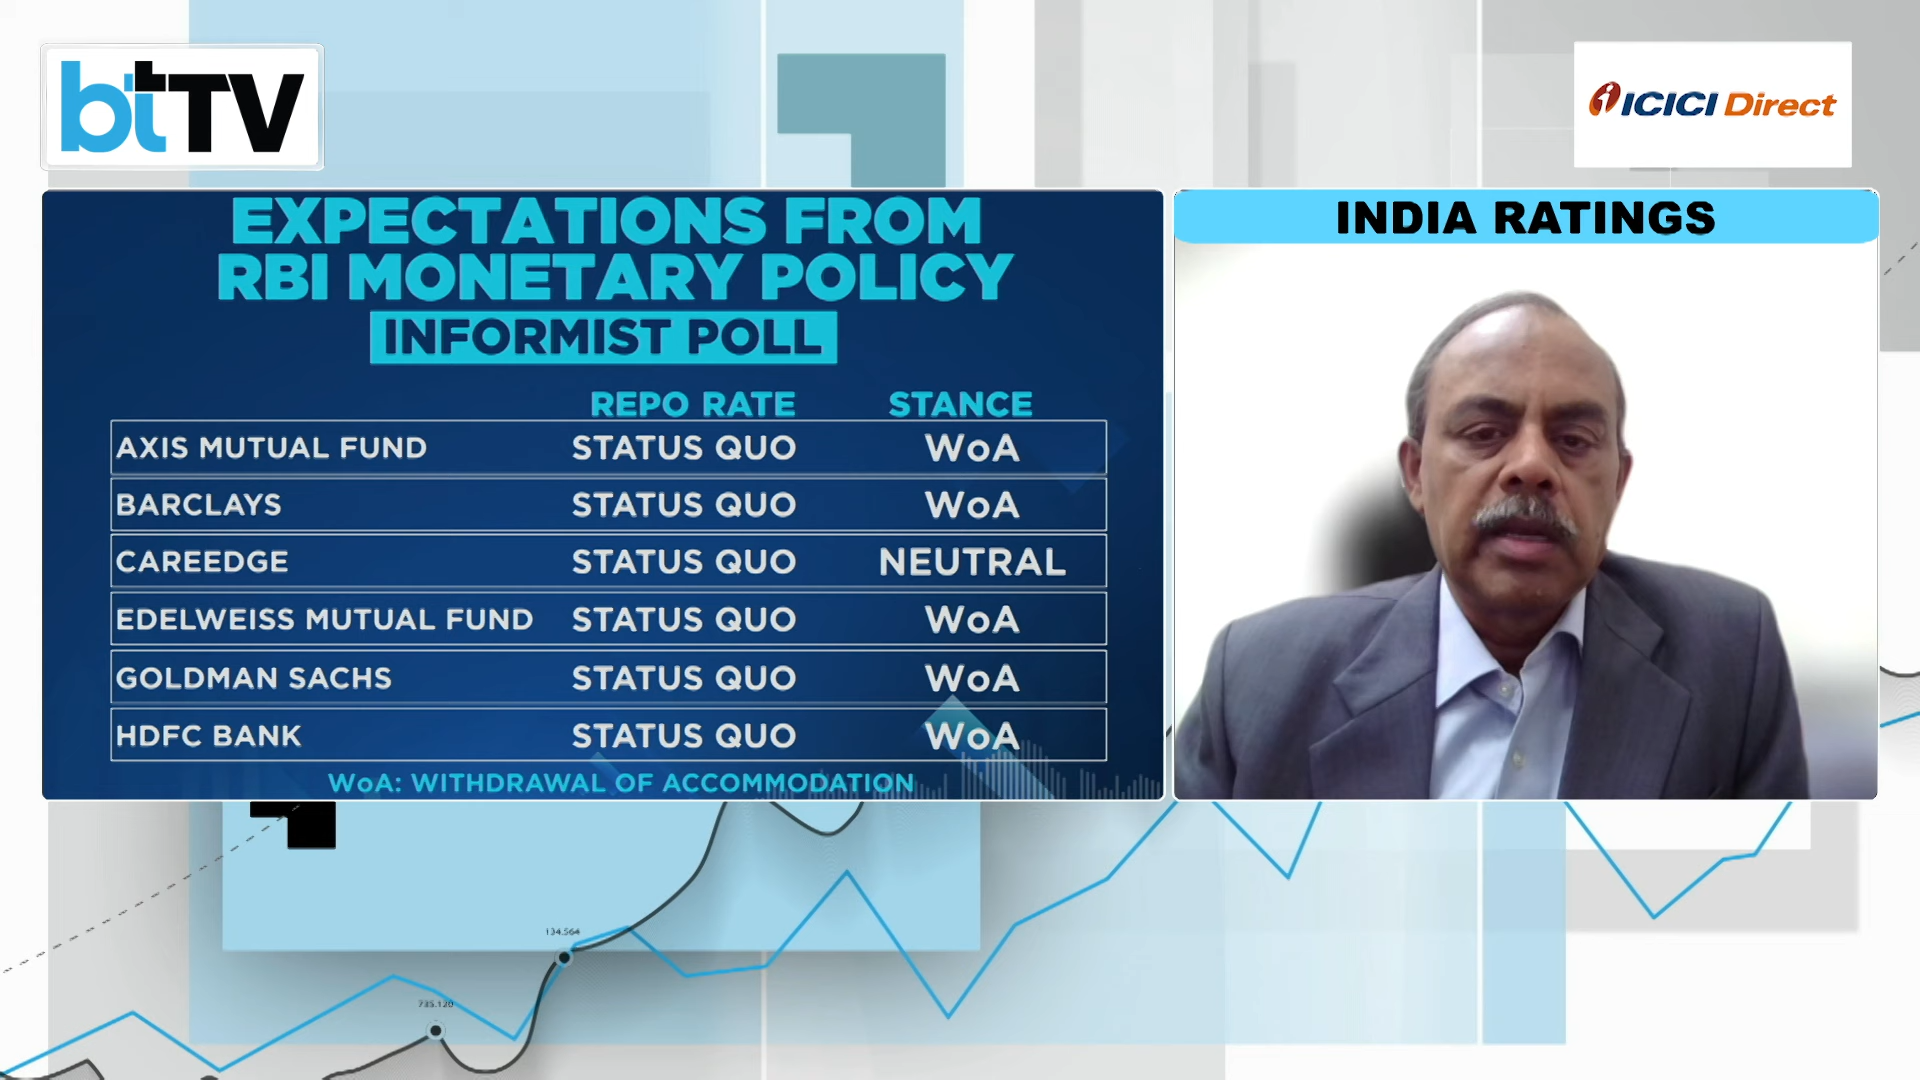 btTV
ICICI Direct
EXPECTATIONS FROM
RBI MONETARY POLICY
INFORMIST POLL
REPO RATE STANCE
AXIS MUTUAL FUND STATUS QUO WoA
BARCLAYS STATUS QUO WoA
CAREEDGE STATUS QUO NEUTRAL
EDELWEISS MUTUAL FUND STATUS QUO WoA
GOLDMAN SACHS STATUS QUO WoA
HDFC BANK STATUS QUO WoA
WoA: WITHDRAWAL OF ACCOMMODATION
INDIA RATINGS
134.564
735.120